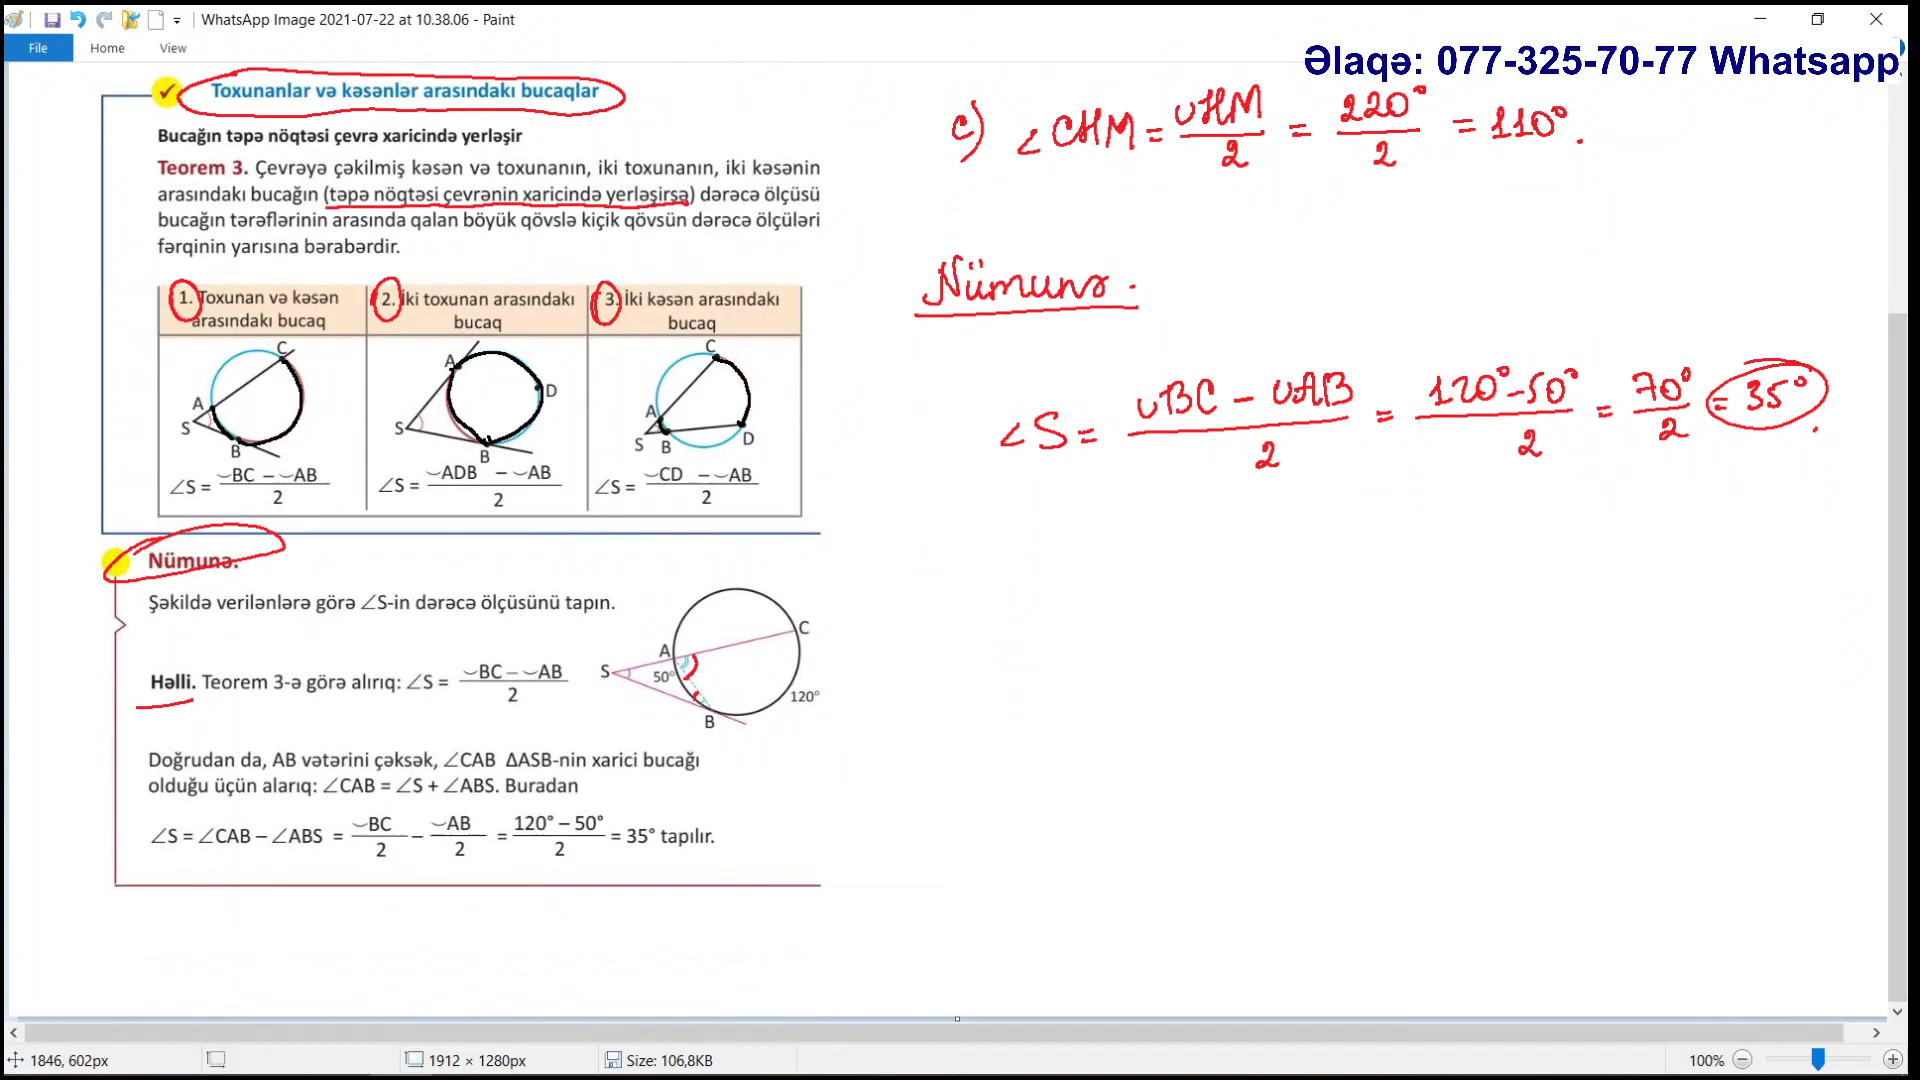 WhatsApp Image 2021-07-22 at 10.38.06 - Paint
File Home View
Əlaqə: 077-325-70-77 Whatsapp
Toxunanlar və kəsənlər arasındakı bucaqlar
Bucağın təpə nöqtəsi çevrə xaricində yerləşir
Teorem 3. Çevrəyə çəkilmiş kəsən və toxunanın, iki toxunanın, iki kəsənin
arasındakı bucağın (təpə nöqtəsi çevrənin xaricində yerləşirsə) dərəcə ölçüsü
bucağın tərəflərinin arasında qalan böyük qövslə kiçik qövsün dərəcə ölçüləri
fərqinin yarısına bərabərdir.
1. Toxunan və kəsən
arasındakı bucaq
2. İki toxunan arasındakı
bucaq
3. İki kəsən arasındakı
bucaq
C
A
S
B
∠S = (⌣BC − ⌣AB)/2
A
D
S
B
∠S = (⌣ADB − ⌣AB)/2
C
A
S B
D
∠S = (⌣CD − ⌣AB)/2
Nümunə.
Şəkildə verilənlərə görə ∠S-in dərəcə ölçüsünü tapın.
Həlli. Teorem 3-ə görə alırıq: ∠S = (⌣BC − ⌣AB)/2
C
A
S
50°
120°
B
Doğrudan da, AB vətərini çəksək, ∠CAB ΔASB-nin xarici bucağı
olduğu üçün alarıq: ∠CAB = ∠S + ∠ABS. Buradan
∠S = ∠CAB − ∠ABS = ⌣BC/2 − ⌣AB/2 = (120° − 50°)/2 = 35° tapılır.
c) ∠CHM = ∪HM/2 = 220°/2 = 110°.
Nümunə.
∠S = (∪BC − ∪AB)/2 = (120° − 50°)/2 = 70°/2 = 35°.
1846, 602px 1912 × 1280px Size: 106,8KB 100%